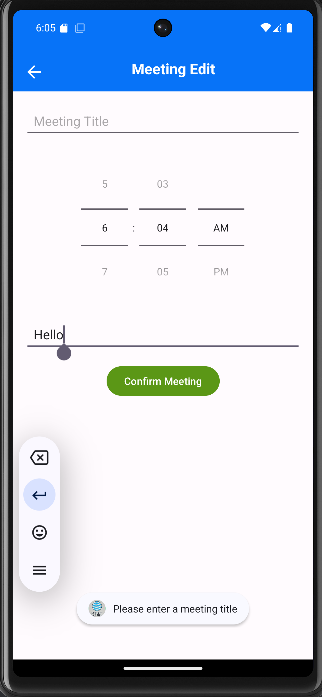 6:05
Meeting Edit
Meeting Title
5 03
6 : 04 AM
7 05 PM
Hello
Confirm Meeting
Please enter a meeting title